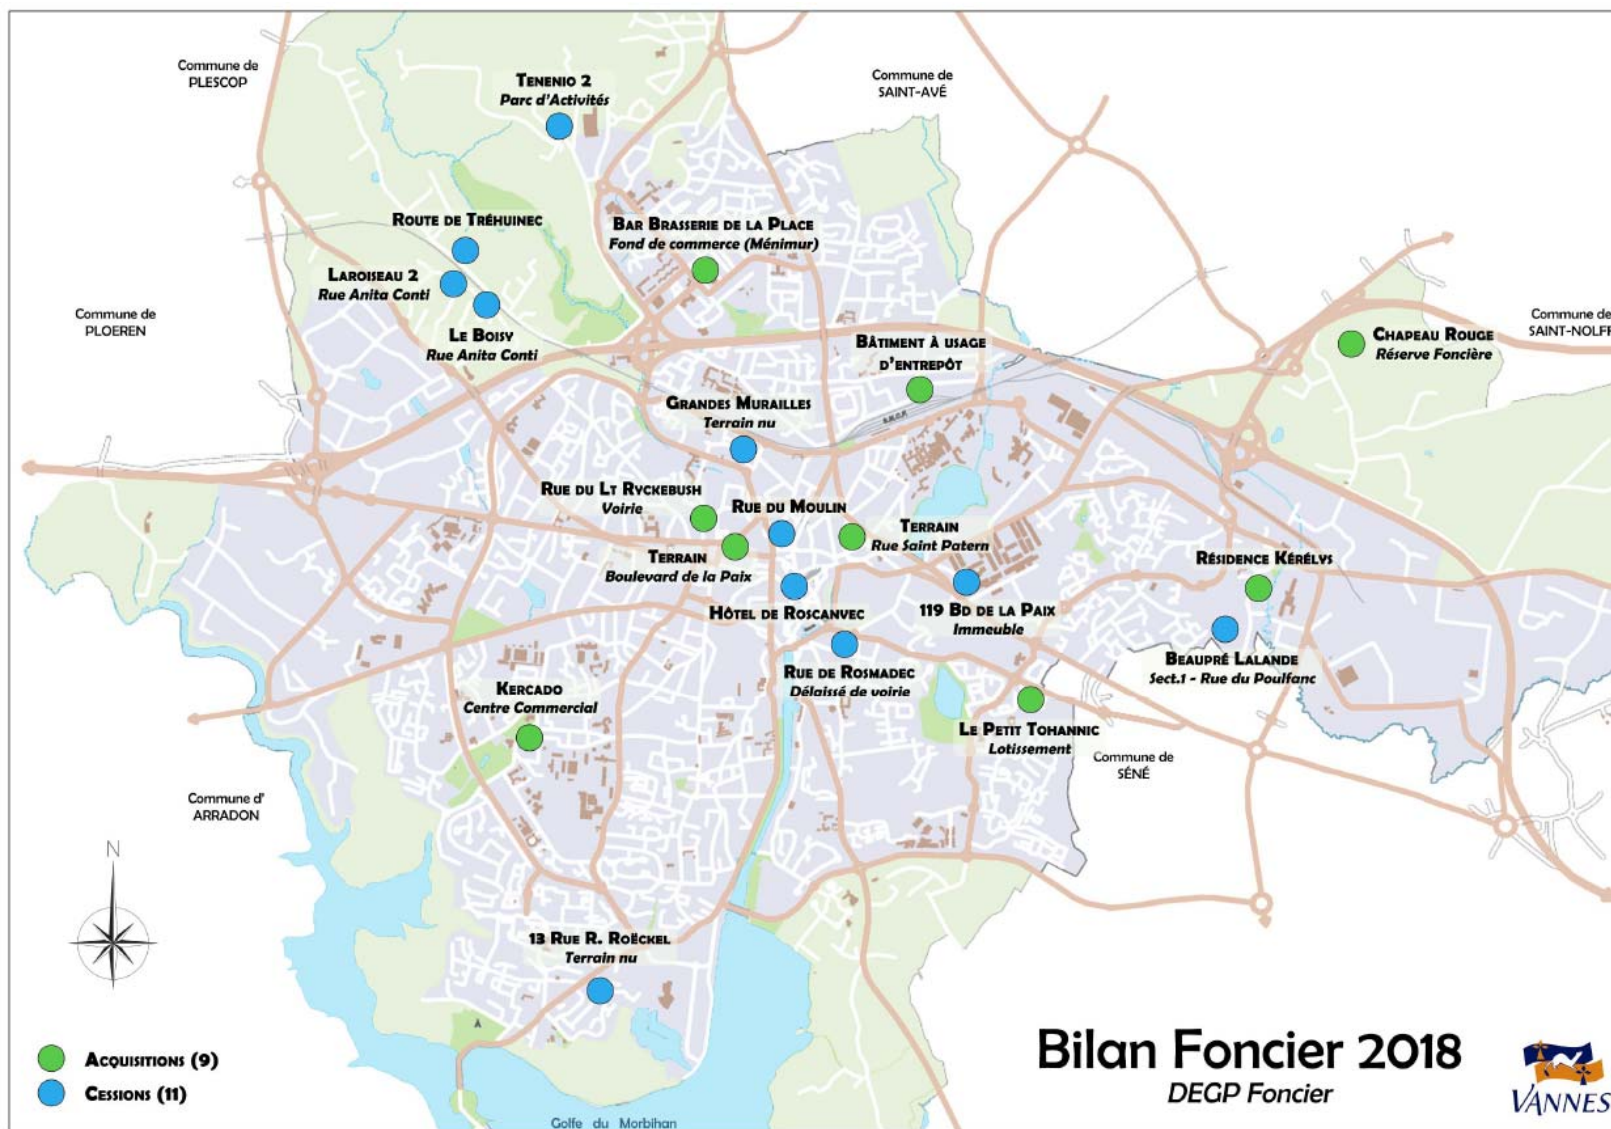 Commune de
PLESCOP
TENENIO 2
Parc d'Activités
Commune de
SAINT-AVÉ
ROUTE DE TRÉHUINEC
BAR BRASSERIE DE LA PLACE
Fond de commerce (Ménimur)
LAROISEAU 2
Rue Anita Conti
Commune de
PLOEREN
LE BOISY
Rue Anita Conti
BÂTIMENT À USAGE
D'ENTREPÔT
Commune de
SAINT-NOLFF
CHAPEAU ROUGE
Réserve Foncière
GRANDES MURAILLES
Terrain nu
S.N.C.F.
RUE DU LT RYCKEBUSH
Voirie
RUE DU MOULIN
TERRAIN
Rue Saint Patern
TERRAIN
Boulevard de la Paix
RÉSIDENCE KÉRÉLYS
HÔTEL DE ROSCANVEC
119 BD DE LA PAIX
Immeuble
RUE DE ROSMADEC
Délaissé de voirie
BEAUPRÉ LALANDE
Sect.1 - Rue du Poulfanc
KERCADO
Centre Commercial
LE PETIT TOHANNIC
Lotissement
Commune de
SÉNÉ
Commune d'
ARRADON
N
13 RUE R. ROËCKEL
Terrain nu
ACQUISITIONS (9)
CESSIONS (11)
Golfe du Morbihan
Bilan Foncier 2018
DEGP Foncier
VANNES